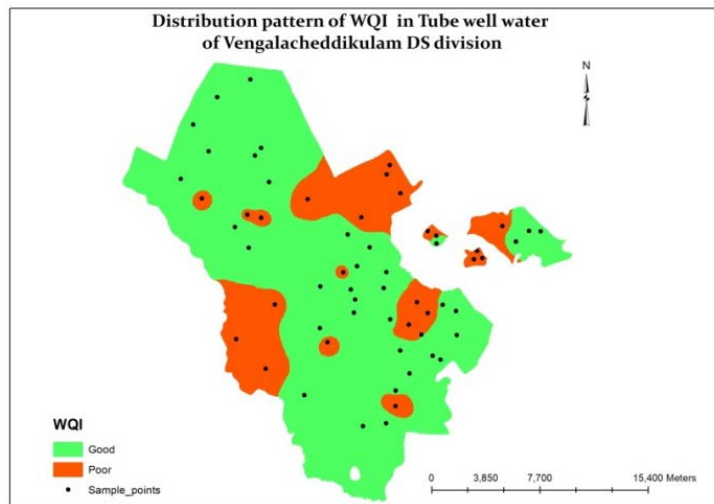 Distribution pattern of WQI in Tube well water
of Vengalacheddikulam DS division
N
WQI
Good
Poor
Sample_points
0 3,850 7,700 15,400 Meters